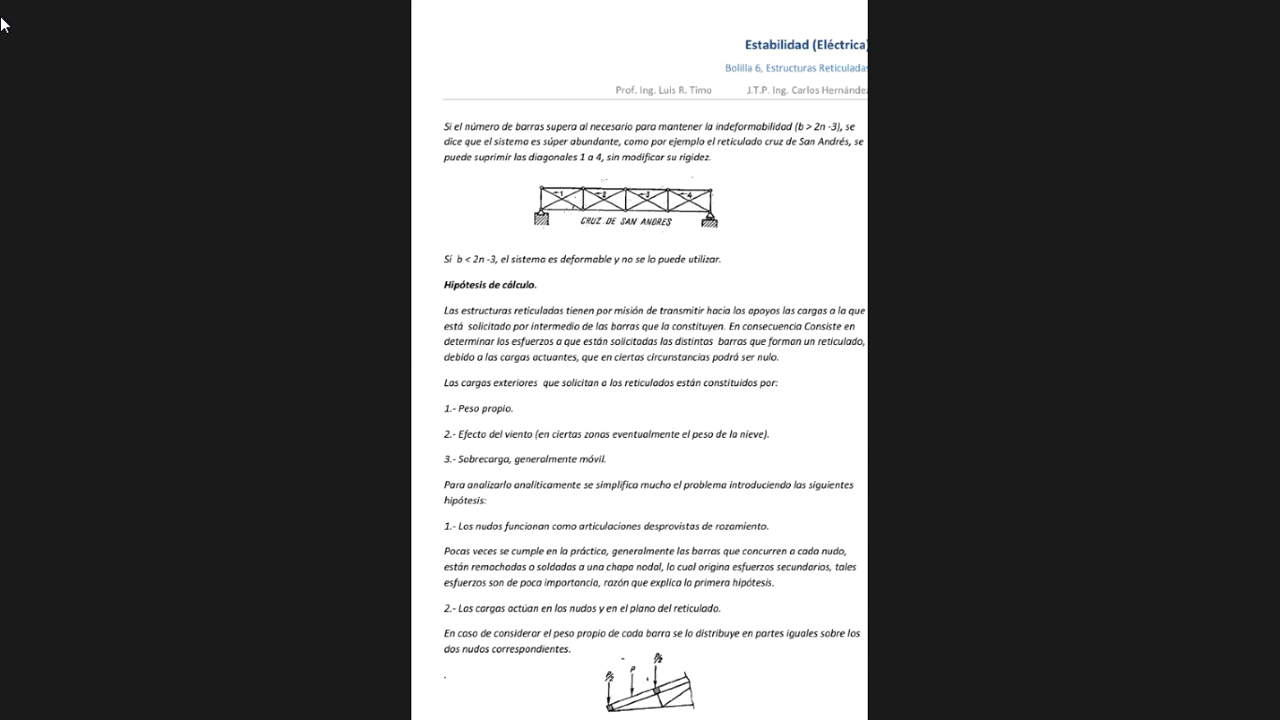 Estabilidad (Eléctrica)
Bolilla 6, Estructuras Reticuladas
Prof. Ing. Luis R. Timo J.T.P. Ing. Carlos Hernández
Si el número de barras supera al necesario para mantener la indeformabilidad (b > 2n -3), se
dice que el sistema es súper abundante, como por ejemplo el reticulado cruz de San Andrés, se
puede suprimir las diagonales 1 a 4, sin modificar su rigidez.
1 2 3 4
CRUZ DE SAN ANDRES
Si b < 2n -3, el sistema es deformable y no se lo puede utilizar.
Hipótesis de cálculo.
Las estructuras reticuladas tienen por misión de transmitir hacia los apoyos las cargas a la que
está solicitado por intermedio de las barras que la constituyen. En consecuencia Consiste en
determinar los esfuerzos a que están solicitadas las distintas barras que forman un reticulado,
debido a las cargas actuantes, que en ciertas circunstancias podrá ser nulo.
Las cargas exteriores que solicitan a los reticulados están constituidos por:
1.- Peso propio.
2.- Efecto del viento (en ciertas zonas eventualmente el peso de la nieve).
3.- Sobrecarga, generalmente móvil.
Para analizarlo analíticamente se simplifica mucho el problema introduciendo las siguientes
hipótesis:
1.- Los nudos funcionan como articulaciones desprovistas de rozamiento.
Pocas veces se cumple en la práctica, generalmente las barras que concurren a cada nudo,
están remachadas o soldadas a una chapa nodal, lo cual origina esfuerzos secundarios, tales
esfuerzos son de poca importancia, razón que explica la primera hipótesis.
2.- Las cargas actúan en los nudos y en el plano del reticulado.
En caso de considerar el peso propio de cada barra se lo distribuye en partes iguales sobre los
dos nudos correspondientes.
P/2
P
P/2